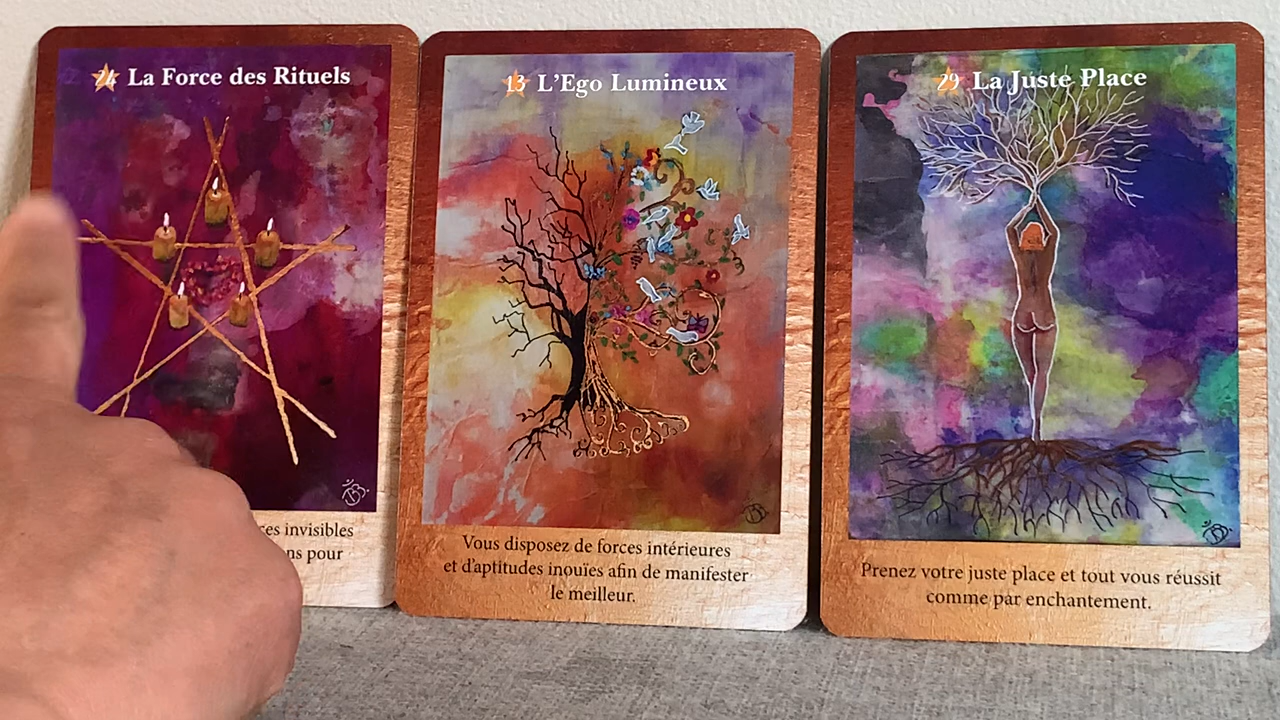 24 La Force des Rituels
ces invisibles
ns pour
13 L'Ego Lumineux
Vous disposez de forces intérieures
et d'aptitudes inouïes afin de manifester
le meilleur.
29 La Juste Place
Prenez votre juste place et tout vous réussit
comme par enchantement.